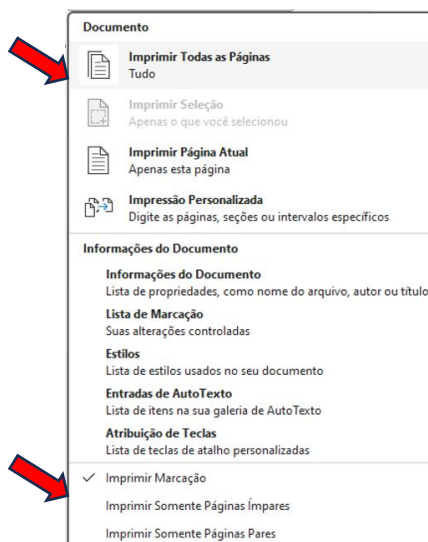 Documento
Imprimir Todas as Páginas
Tudo
Imprimir Seleção
Apenas o que você selecionou
Imprimir Página Atual
Apenas esta página
Impressão Personalizada
Digite as páginas, seções ou intervalos específicos
Informações do Documento
Informações do Documento
Lista de propriedades, como nome do arquivo, autor ou título
Lista de Marcação
Suas alterações controladas
Estilos
Lista de estilos usados no seu documento
Entradas de AutoTexto
Lista de itens na sua galeria de AutoTexto
Atribuição de Teclas
Lista de teclas de atalho personalizadas
Imprimir Marcação
Imprimir Somente Páginas Ímpares
Imprimir Somente Páginas Pares